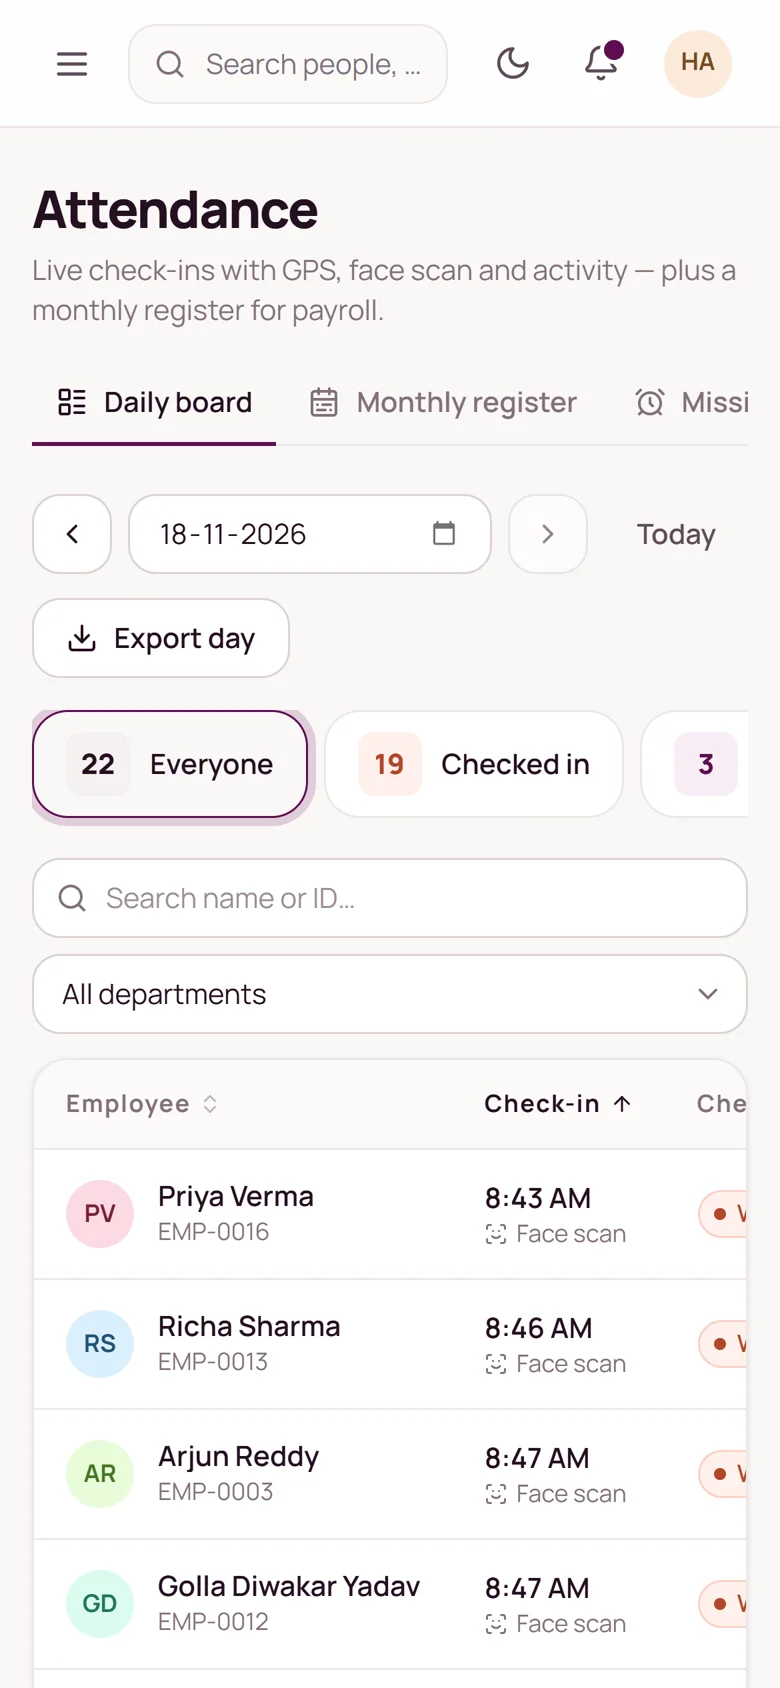 Search people, ...
HA
Attendance
Live check-ins with GPS, face scan and activity — plus a
monthly register for payroll.
Daily board
Monthly register
Missi
18-11-2026
Today
Export day
22 Everyone
19 Checked in
3
Search name or ID...
All departments
Employee
Check-in
Che
PV
Priya Verma
EMP-0016
8:43 AM
Face scan
RS
Richa Sharma
EMP-0013
8:46 AM
Face scan
AR
Arjun Reddy
EMP-0003
8:47 AM
Face scan
GD
Golla Diwakar Yadav
EMP-0012
8:47 AM
Face scan